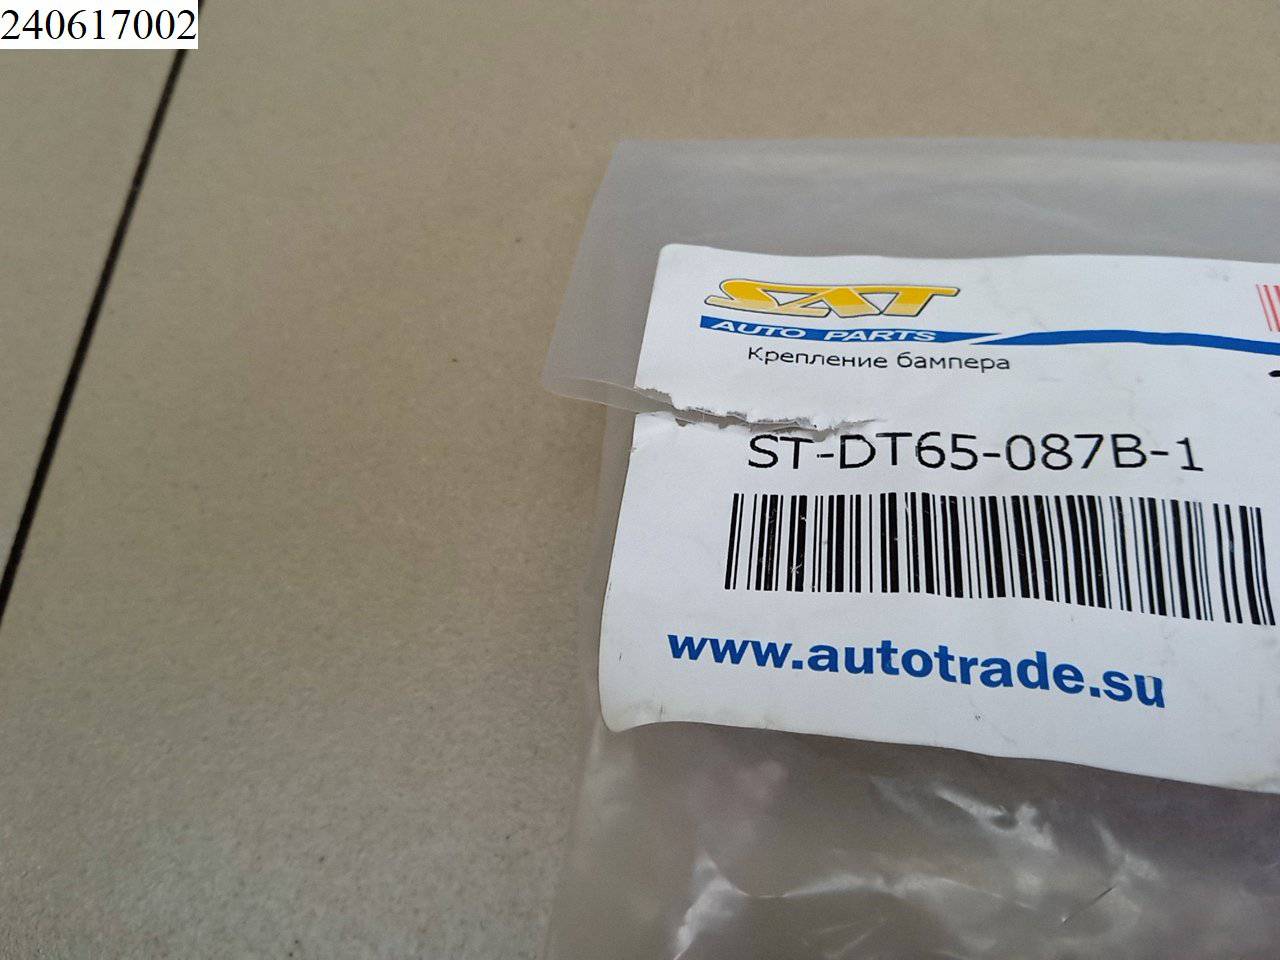 240617002
SAT
AUTO PARTS
Крепление бампера
ST-DT65-087B-1
www.autotrade.su